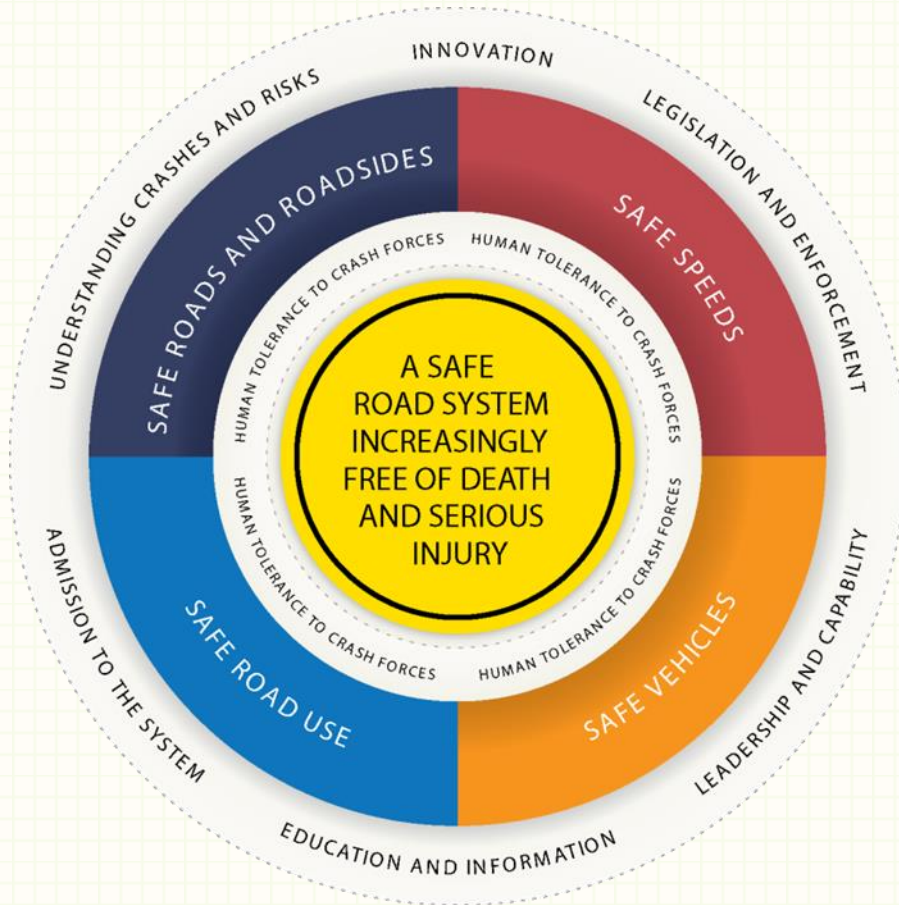 INNOVATION
LEGISLATION AND ENFORCEMENT
LEADERSHIP AND CAPABILITY
EDUCATION AND INFORMATION
ADMISSION TO THE SYSTEM
UNDERSTANDING CRASHES AND RISKS
SAFE ROADS AND ROADSIDES
SAFE SPEEDS
SAFE VEHICLES
SAFE ROAD USE
HUMAN TOLERANCE TO CRASH FORCES
HUMAN TOLERANCE TO CRASH FORCES
HUMAN TOLERANCE TO CRASH FORCES
HUMAN TOLERANCE TO CRASH FORCES
A SAFE
ROAD SYSTEM
INCREASINGLY
FREE OF DEATH
AND SERIOUS
INJURY